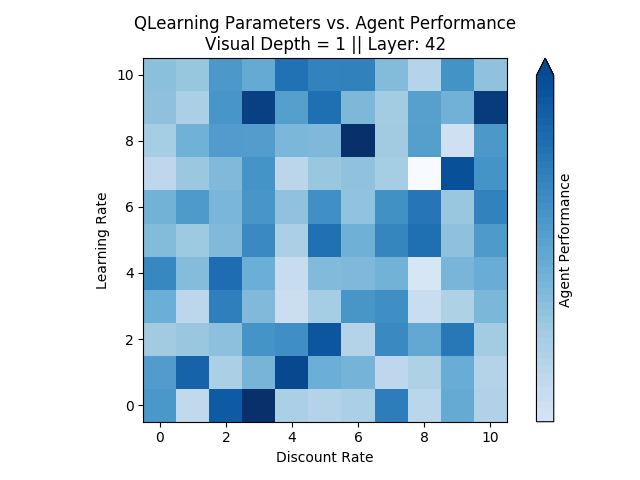 QLearning Parameters vs. Agent Performance
Visual Depth = 1 || Layer: 42
10
8
6
4
2
0
Learning Rate
0 2 4 6 8 10
Discount Rate
Agent Performance